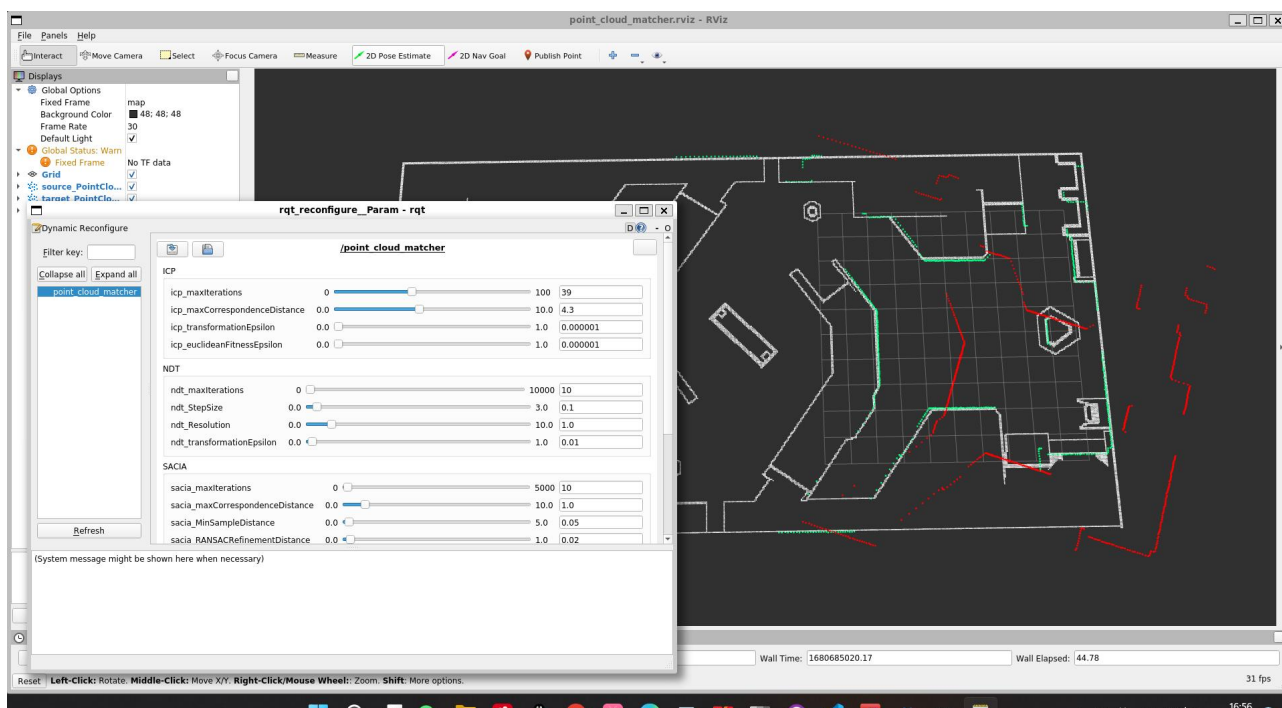 point_cloud_matcher.rviz - RViz
File Panels Help
Interact Move Camera Select Focus Camera Measure 2D Pose Estimate 2D Nav Goal Publish Point
Displays
Global Options
Fixed Frame map
Background Color 48; 48; 48
Frame Rate 30
Default Light
Global Status: Warn
Fixed Frame No TF data
Grid
source_PointClo...
target_PointClo...
rqt_reconfigure__Param - rqt
Dynamic Reconfigure D - O
Filter key:
Collapse all Expand all
point_cloud_matcher
Refresh
/point_cloud_matcher
ICP
icp_maxIterations 0 100 39
icp_maxCorrespondenceDistance 0.0 10.0 4.3
icp_transformationEpsilon 0.0 1.0 0.000001
icp_euclideanFitnessEpsilon 0.0 1.0 0.000001
NDT
ndt_maxIterations 0 10000 10
ndt_StepSize 0.0 3.0 0.1
ndt_Resolution 0.0 10.0 1.0
ndt_transformationEpsilon 0.0 1.0 0.01
SACIA
sacia_maxIterations 0 5000 10
sacia_maxCorrespondenceDistance 0.0 10.0 1.0
sacia_MinSampleDistance 0.0 5.0 0.05
sacia_RANSACRefinementDistance 0.0 1.0 0.02
(System message might be shown here when necessary)
Wall Time: 1680685020.17 Wall Elapsed: 44.78
Reset Left-Click: Rotate. Middle-Click: Move X/Y. Right-Click/Mouse Wheel:: Zoom. Shift: More options. 31 fps
16:56